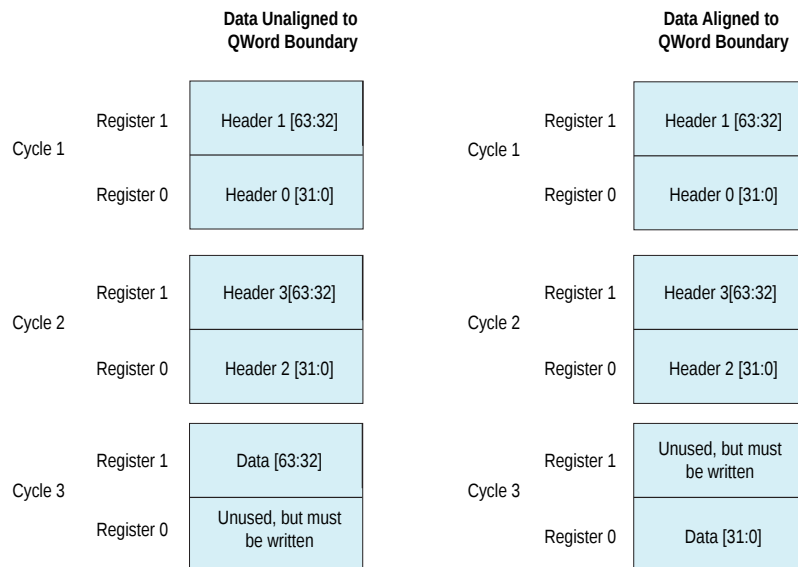 Data Unaligned to
QWord Boundary
Data Aligned to
QWord Boundary
Cycle 1
Register 1
Header 1 [63:32]
Register 0
Header 0 [31:0]
Cycle 1
Register 1
Header 1 [63:32]
Register 0
Header 0 [31:0]
Cycle 2
Register 1
Header 3[63:32]
Register 0
Header 2 [31:0]
Cycle 2
Register 1
Header 3[63:32]
Register 0
Header 2 [31:0]
Cycle 3
Register 1
Data [63:32]
Register 0
Unused, but must
be written
Cycle 3
Register 1
Unused, but must
be written
Register 0
Data [31:0]